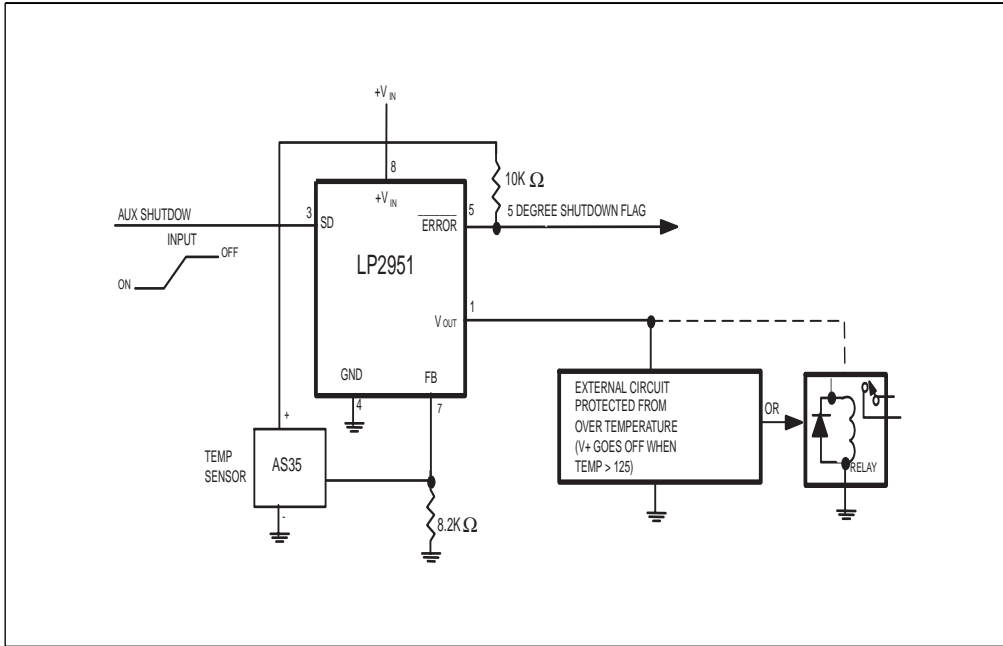 +V IN
8
10K Ω
+V IN
AUX SHUTDOW
3
SD
5
5 DEGREE SHUTDOWN FLAG
ERROR
INPUT
OFF
ON
LP2951
1
V OUT
GND
FB
4
7
EXTERNAL CIRCUIT
PROTECTED FROM
OVER TEMPERATURE
(V+ GOES OFF WHEN
TEMP > 125)
OR
RELAY
+
TEMP
SENSOR
AS35
-
8.2K Ω